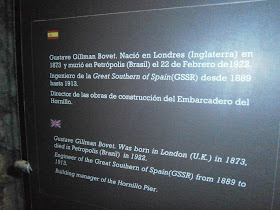 Gustave Gillman Bovet. Nació en Londres (Inglaterra) en
1873 y murió en Petrópolis (Brasil) el 22 de Febrero de 1922.
Ingeniero de la Great Southern of Spain(GSSR) desde 1889
hasta 1913.
Director de las obras de construcción del Embarcadero del
Hornillo.
Gustave Gillman Bovet. Was born in London (U.K.) in 1873,
died in Petropolis (Brasil) in 1922.
Engineer of the Great Southern of Spain(GSSR) from 1889 to
1913.
Building manager of the Hornillo Pier.